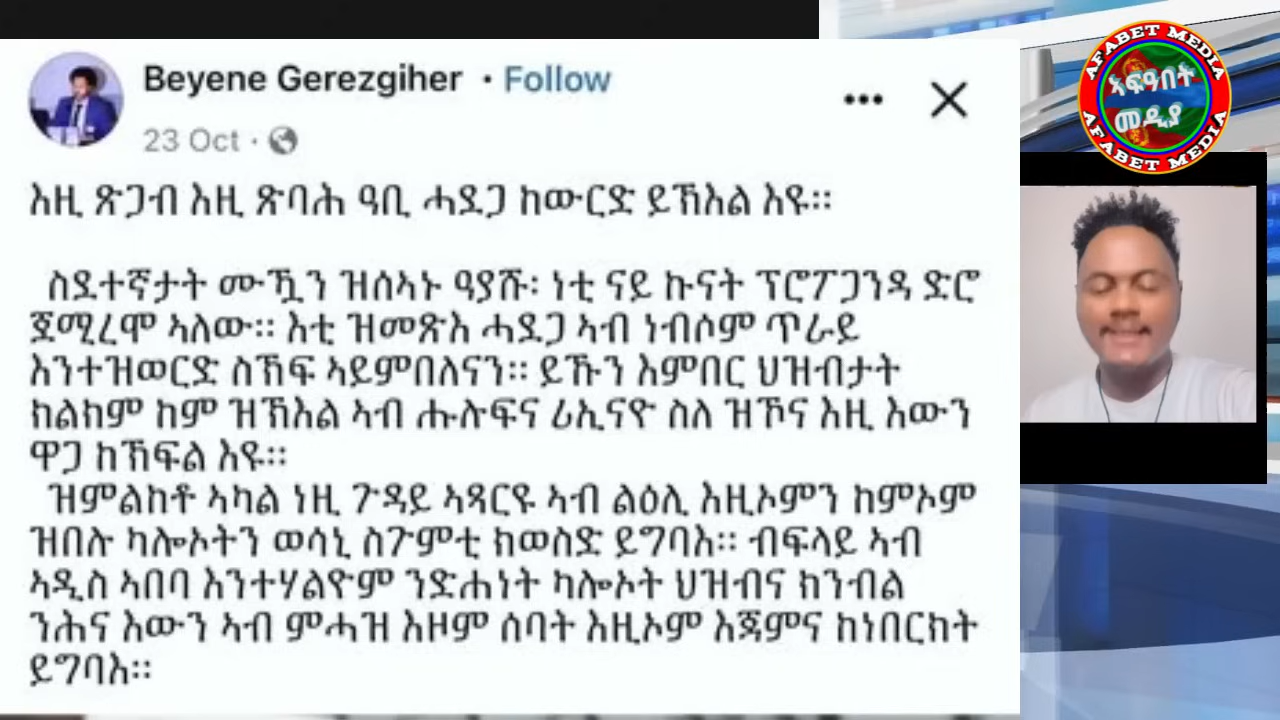 Beyene Gerezgiher · Follow
23 Oct ·
እዚ ጽጋብ እዚ ጽባሕ ዓቢ ሓደጋ ከውርድ ይኽእል እዩ።
ስደተኛታት ሙዃን ዝሰኣኑ ዓያሹ፡ ነቲ ናይ ኩናት ፕሮፖጋንዳ ድሮ
ጀሚረሞ ኣለው። እቲ ዝመጽእ ሓደጋ ኣብ ነብሶም ጥራይ
እንተዝወርድ ስኽፍ ኣይምበለናን። ይኹን እምበር ህዝብታት
ክልክም ከም ዝኽእል ኣብ ሑሉፍና ሪኢናዮ ስለ ዝኾና እዚ እውን
ዋጋ ከኽፍል እዩ።
ዝምልከቶ ኣካል ነዚ ጉዳይ ኣጻርዩ ኣብ ልዕሊ እዚኦምን ከምኦም
ዝበሉ ካሎኦትን ወሳኒ ስጉምቲ ክወስድ ይግባእ። ብፍላይ ኣብ
ኣዲስ ኣበባ እንተሃልዮም ንድሐነት ካሎኦት ህዝብና ክንብል
ንሕና እውን ኣብ ምሓዝ እዞም ሰባት እዚኦም እጃምና ከነበርክት
ይግባእ።
AFABET MEDIA
ኣፍዓበት
መዲያ
AFABET MEDIA